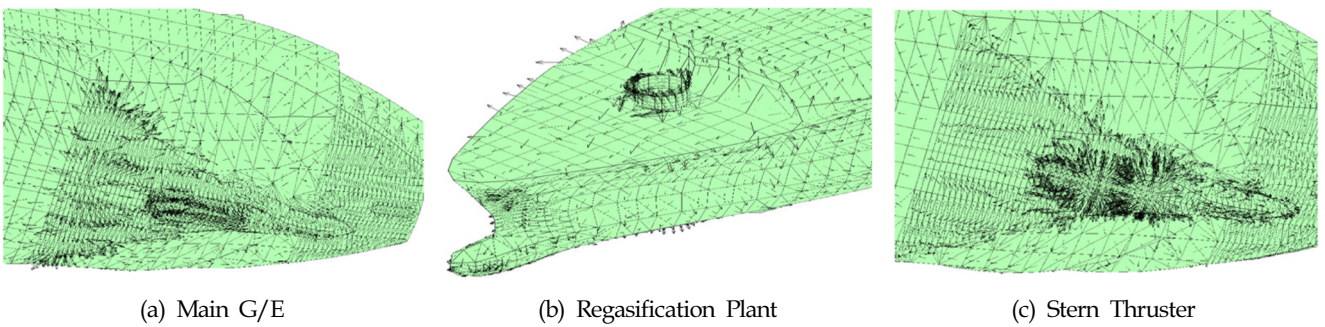 (a) Main G/E
(b) Regasification Plant
(c) Stern Thruster